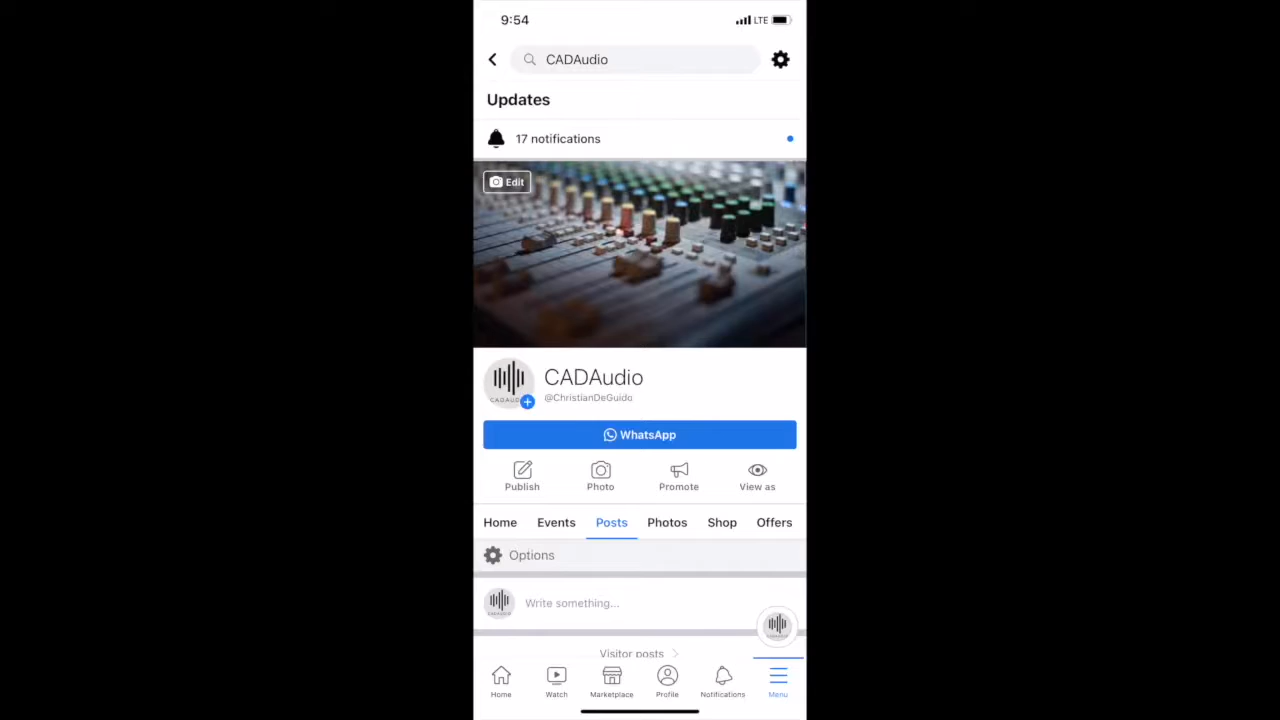 9:54 LTE
CADAudio
Updates
17 notifications
Edit
CADAUDIO
CADAudio
@ChristianDeGuido
WhatsApp
Publish Photo Promote View as
Home Events Posts Photos Shop Offers
Options
Write something...
Visitor posts
Home Watch Marketplace Profile Notifications Menu